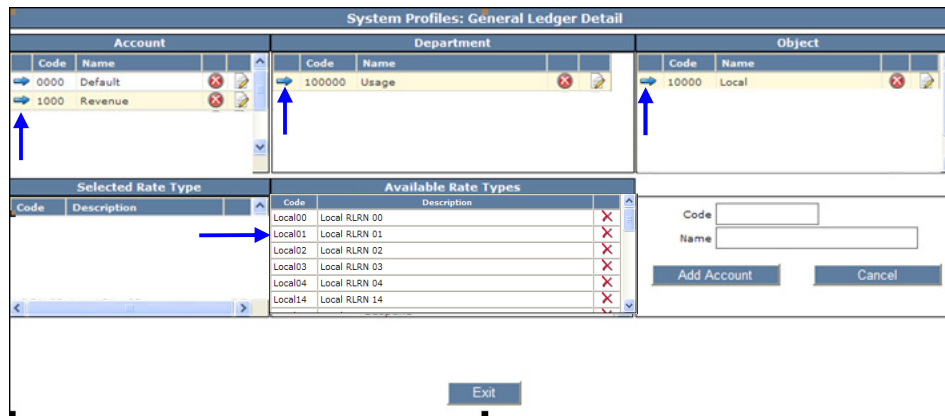 System Profiles: General Ledger Detail
Account
Code Name
0000 Default
1000 Revenue
Department
Code Name
100000 Usage
Object
Code Name
10000 Local
Selected Rate Type
Code Description
Available Rate Types
Code Description
Local00 Local RLRN 00
Local01 Local RLRN 01
Local02 Local RLRN 02
Local03 Local RLRN 03
Local04 Local RLRN 04
Local14 Local RLRN 14
Code
Name
Add Account Cancel
Exit